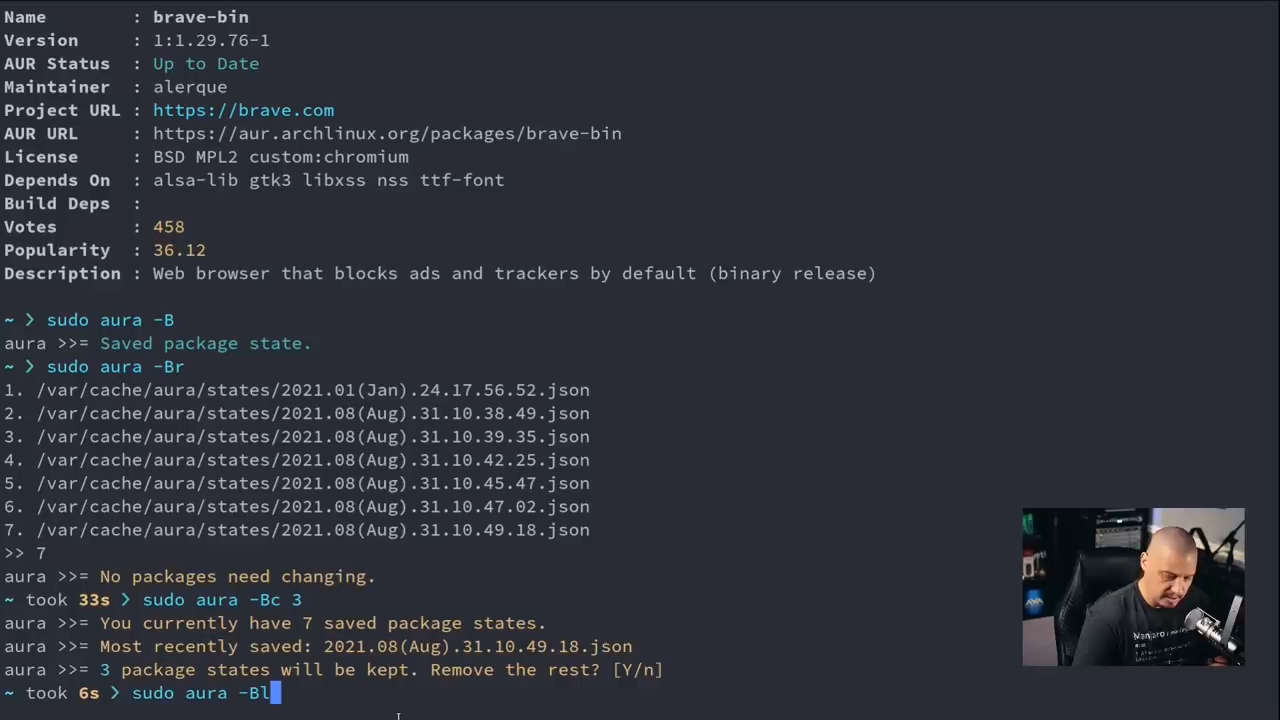 Name : brave-bin
Version : 1:1.29.76-1
AUR Status : Up to Date
Maintainer : alerque
Project URL : https://brave.com
AUR URL : https://aur.archlinux.org/packages/brave-bin
License : BSD MPL2 custom:chromium
Depends On : alsa-lib gtk3 libxss nss ttf-font
Build Deps :
Votes : 458
Popularity : 36.12
Description : Web browser that blocks ads and trackers by default (binary release)
~ > sudo aura -B
aura >>= Saved package state.
~ > sudo aura -Br
1. /var/cache/aura/states/2021.01(Jan).24.17.56.52.json
2. /var/cache/aura/states/2021.08(Aug).31.10.38.49.json
3. /var/cache/aura/states/2021.08(Aug).31.10.39.35.json
4. /var/cache/aura/states/2021.08(Aug).31.10.42.25.json
5. /var/cache/aura/states/2021.08(Aug).31.10.45.47.json
6. /var/cache/aura/states/2021.08(Aug).31.10.47.02.json
7. /var/cache/aura/states/2021.08(Aug).31.10.49.18.json
>> 7
aura >>= No packages need changing.
~ took 33s > sudo aura -Bc 3
aura >>= You currently have 7 saved package states.
aura >>= Most recently saved: 2021.08(Aug).31.10.49.18.json
aura >>= 3 package states will be kept. Remove the rest? [Y/n]
~ took 6s > sudo aura -Bl
Manjaro